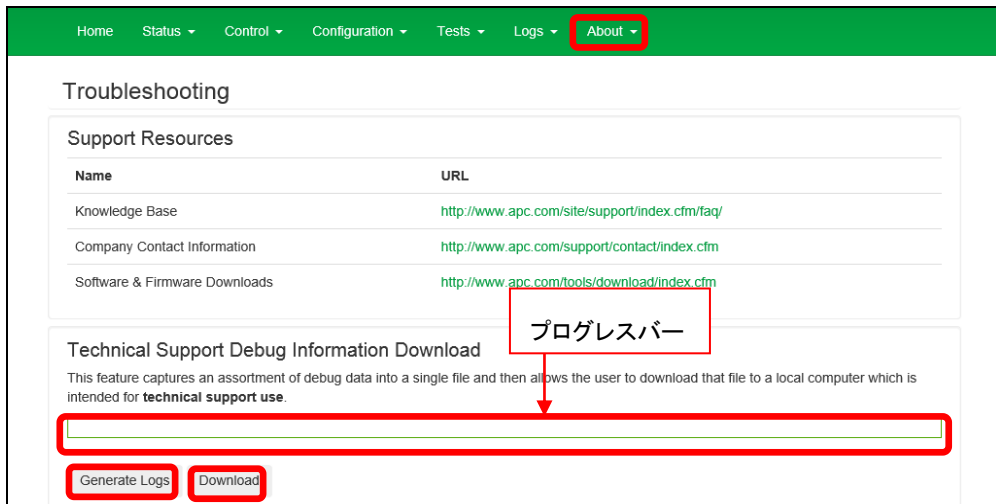 Home Status Control Configuration Tests Logs About
Troubleshooting
Support Resources
Name URL
Knowledge Base http://www.apc.com/site/support/index.cfm/faq/
Company Contact Information http://www.apc.com/support/contact/index.cfm
Software & Firmware Downloads http://www.apc.com/tools/download/index.cfm
プログレスバー
Technical Support Debug Information Download
This feature captures an assortment of debug data into a single file and then allows the user to download that file to a local computer which is
intended for technical support use.
Generate Logs Download